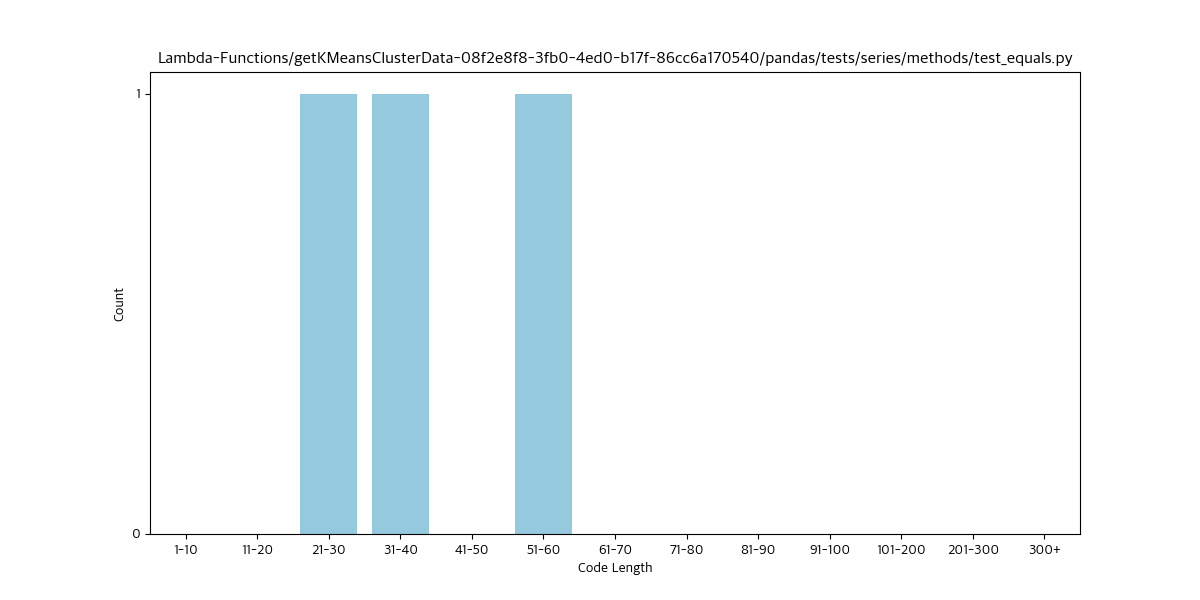 Lambda-Functions/getKMeansClusterData-08f2e8f8-3fb0-4ed0-b17f-86cc6a170540/pandas/tests/series/methods/test_equals.py
1
Count
0
1-10 11-20 21-30 31-40 41-50 51-60 61-70 71-80 81-90 91-100 101-200 201-300 300+
Code Length